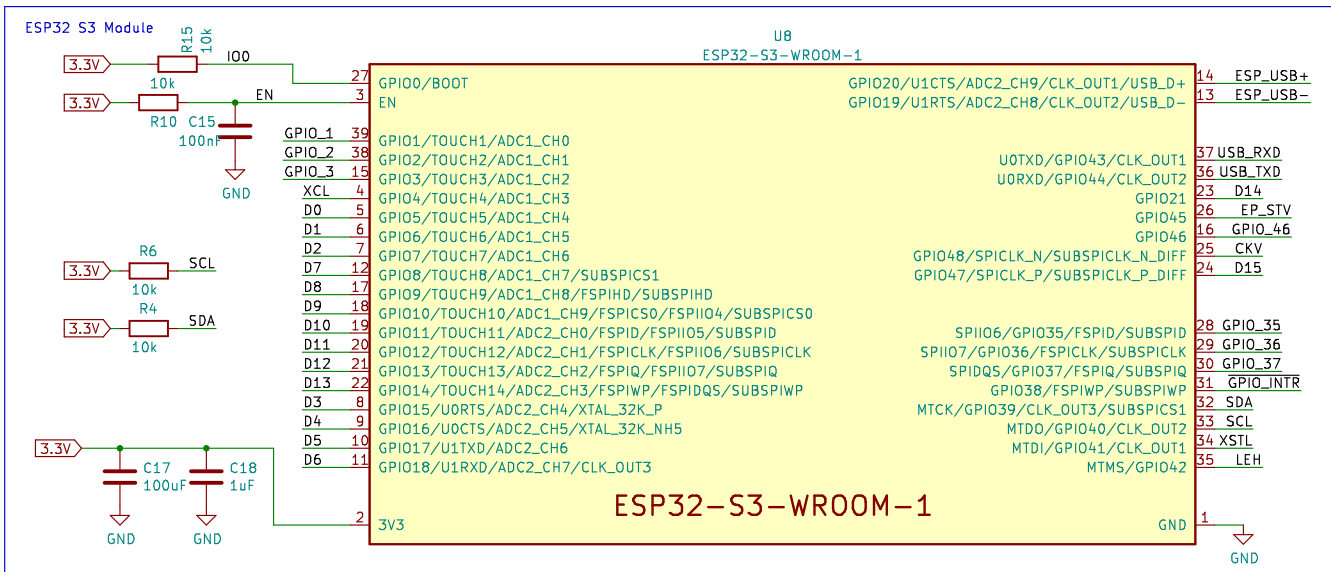 ESP32 S3 Module
3.3V
R15
10k
IO0
3.3V
10k
R10
EN
C15
100nF
GND
3.3V
R6
10k
SCL
3.3V
R4
10k
SDA
3.3V
C17
100uF
C18
1uF
GND
GND
U8
ESP32-S3-WROOM-1
27 GPIO0/BOOT
3 EN
GPIO_1 39 GPIO1/TOUCH1/ADC1_CH0
GPIO_2 38 GPIO2/TOUCH2/ADC1_CH1
GPIO_3 15 GPIO3/TOUCH3/ADC1_CH2
XCL 4 GPIO4/TOUCH4/ADC1_CH3
D0 5 GPIO5/TOUCH5/ADC1_CH4
D1 6 GPIO6/TOUCH6/ADC1_CH5
D2 7 GPIO7/TOUCH7/ADC1_CH6
D7 12 GPIO8/TOUCH8/ADC1_CH7/SUBSPICS1
D8 17 GPIO9/TOUCH9/ADC1_CH8/FSPIHD/SUBSPIHD
D9 18 GPIO10/TOUCH10/ADC1_CH9/FSPICS0/FSPIIO4/SUBSPICS0
D10 19 GPIO11/TOUCH11/ADC2_CH0/FSPID/FSPIIO5/SUBSPID
D11 20 GPIO12/TOUCH12/ADC2_CH1/FSPICLK/FSPIIO6/SUBSPICLK
D12 21 GPIO13/TOUCH13/ADC2_CH2/FSPIQ/FSPIIO7/SUBSPIQ
D13 22 GPIO14/TOUCH14/ADC2_CH3/FSPIWP/FSPIDQS/SUBSPIWP
D3 8 GPIO15/U0RTS/ADC2_CH4/XTAL_32K_P
D4 9 GPIO16/U0CTS/ADC2_CH5/XTAL_32K_NH5
D5 10 GPIO17/U1TXD/ADC2_CH6
D6 11 GPIO18/U1RXD/ADC2_CH7/CLK_OUT3
2 3V3
GPIO20/U1CTS/ADC2_CH9/CLK_OUT1/USB_D+ 14 ESP_USB+
GPIO19/U1RTS/ADC2_CH8/CLK_OUT2/USB_D- 13 ESP_USB-
U0TXD/GPIO43/CLK_OUT1 37 USB_RXD
U0RXD/GPIO44/CLK_OUT2 36 USB_TXD
GPIO21 23 D14
GPIO45 26 EP_STV
GPIO46 16 GPIO_46
GPIO48/SPICLK_N/SUBSPICLK_N_DIFF 25 CKV
GPIO47/SPICLK_P/SUBSPICLK_P_DIFF 24 D15
SPIIO6/GPIO35/FSPID/SUBSPID 28 GPIO_35
SPIIO7/GPIO36/FSPICLK/SUBSPICLK 29 GPIO_36
SPIDQS/GPIO37/FSPIQ/SUBSPIQ 30 GPIO_37
GPIO38/FSPIWP/SUBSPIWP 31 GPIO_INTR
MTCK/GPIO39/CLK_OUT3/SUBSPICS1 32 SDA
MTDO/GPIO40/CLK_OUT2 33 SCL
MTDI/GPIO41/CLK_OUT1 34 XSTL
MTMS/GPIO42 35 LEH
ESP32-S3-WROOM-1
GND 1
GND